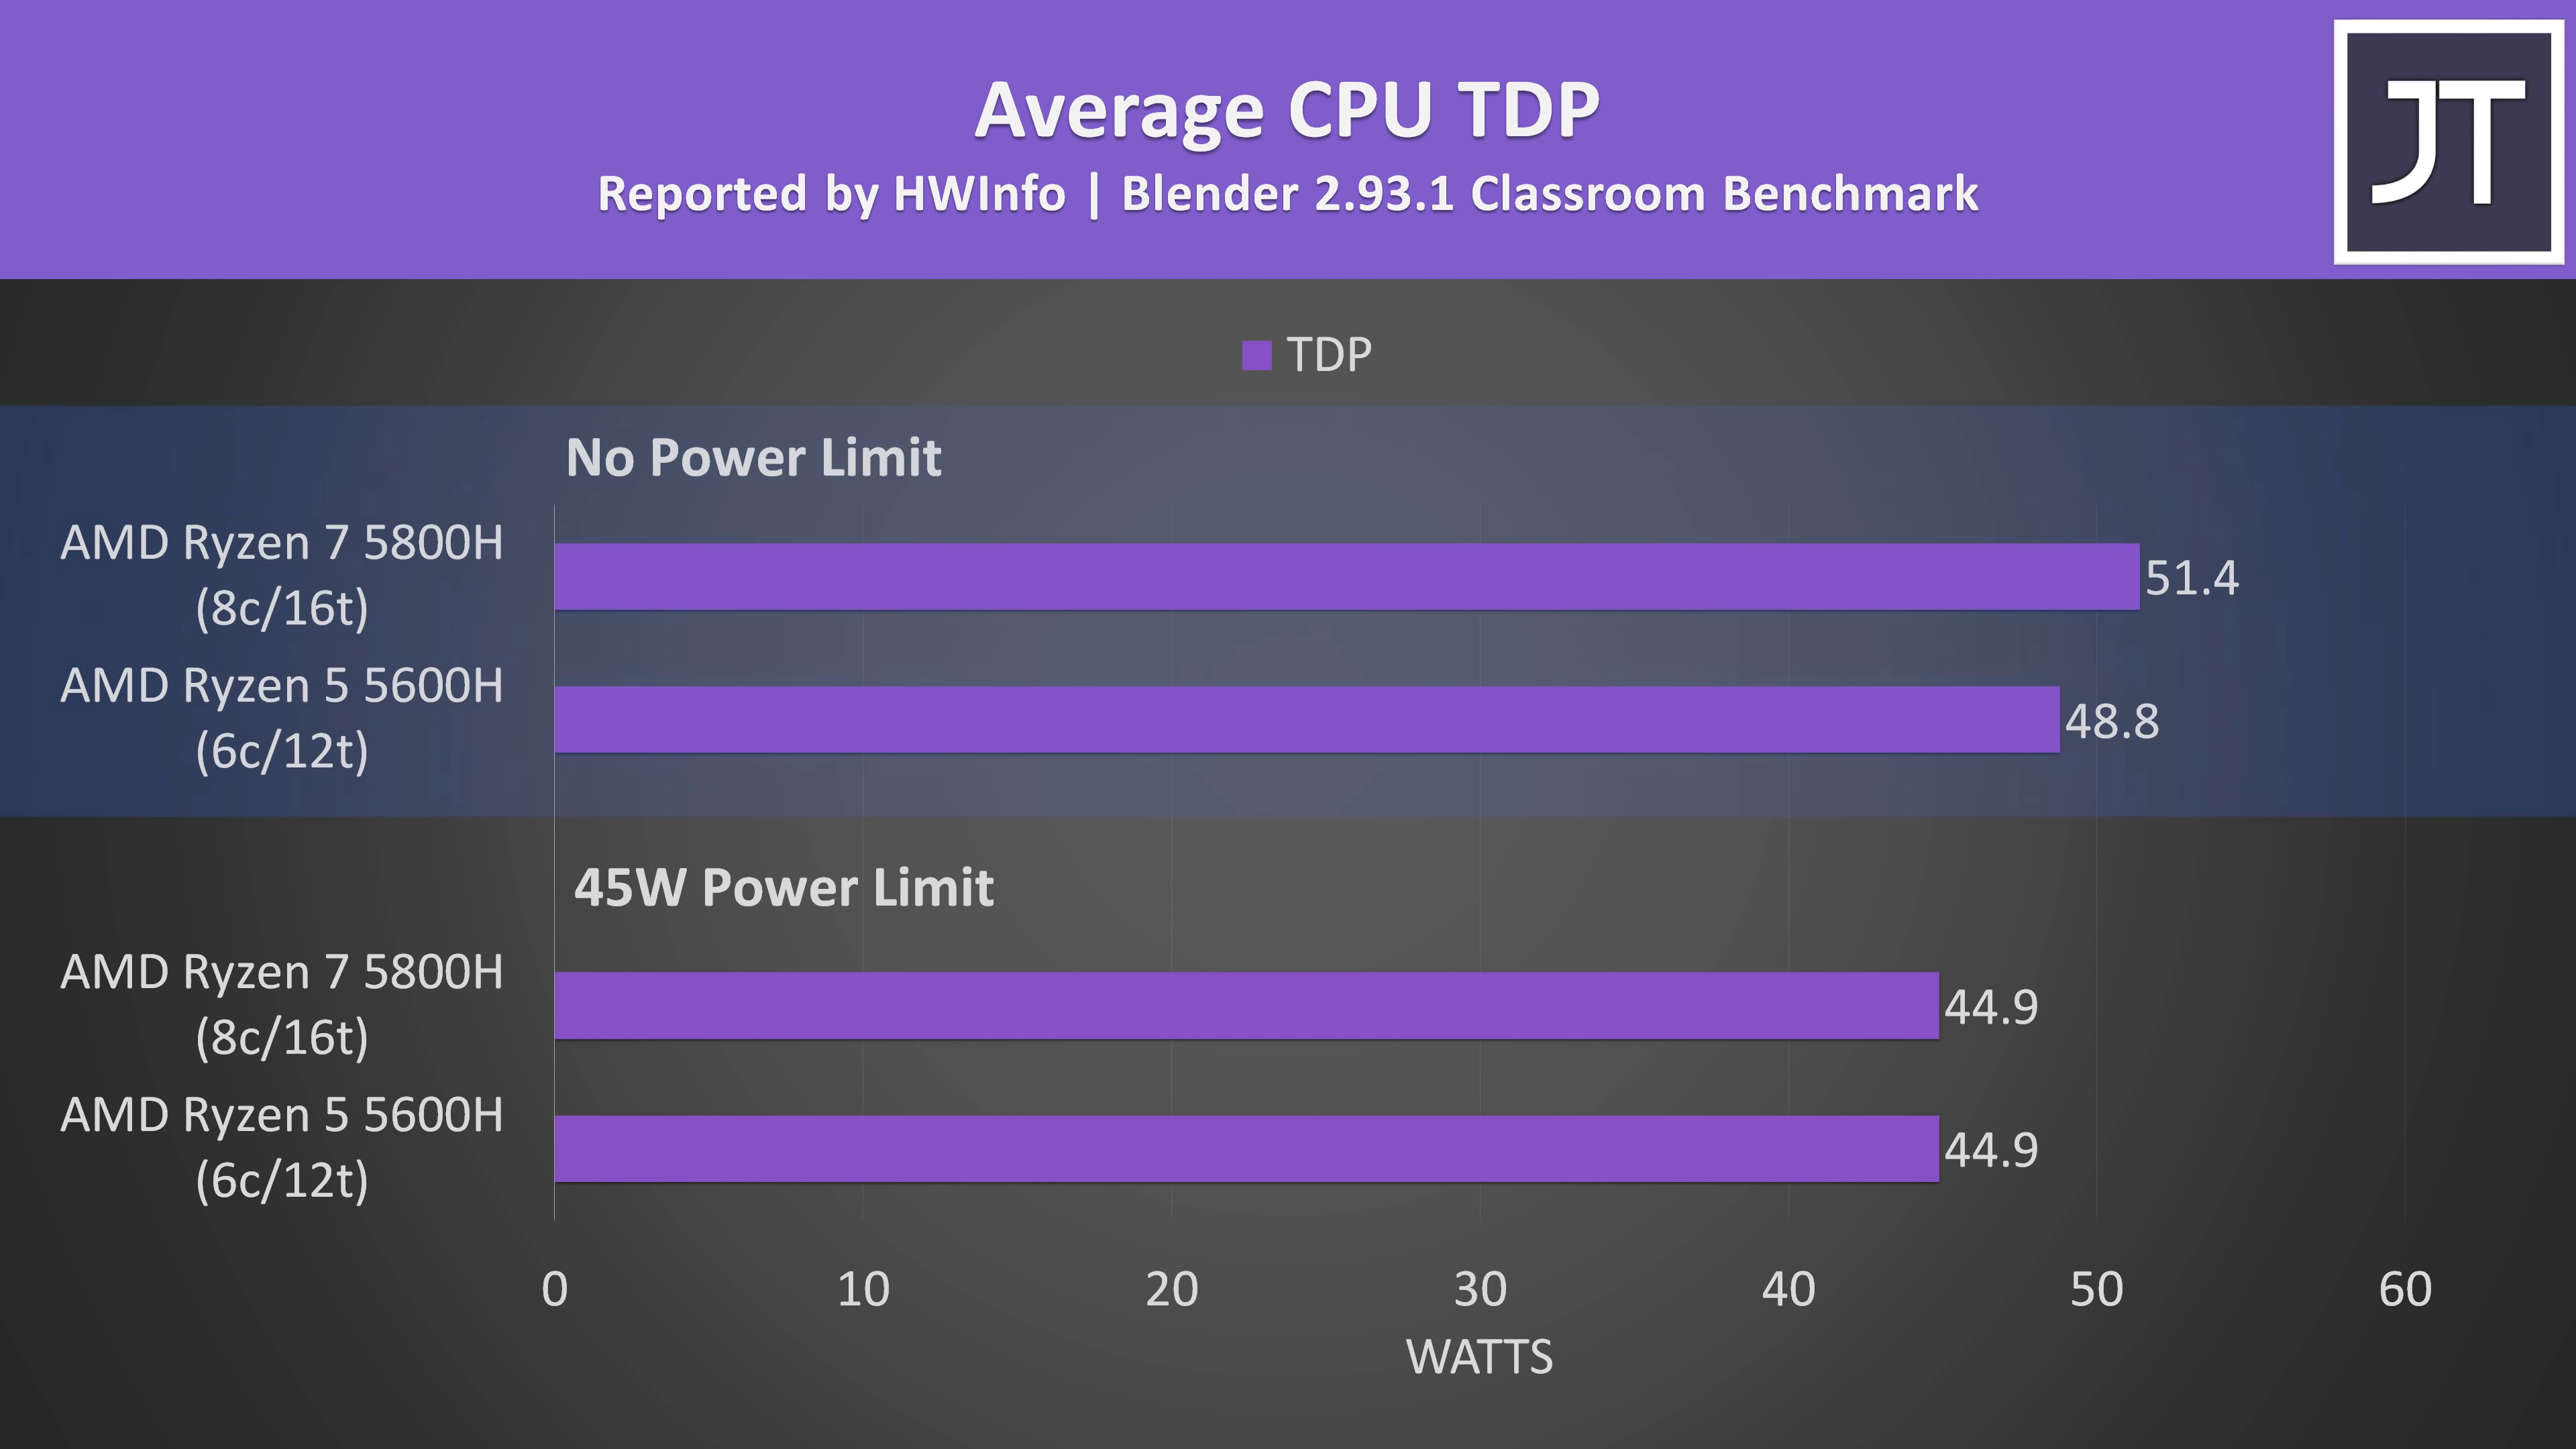 Average CPU TDP
Reported by HWInfo | Blender 2.93.1 Classroom Benchmark
JT
TDP
No Power Limit
AMD Ryzen 7 5800H
(8c/16t)
51.4
AMD Ryzen 5 5600H
(6c/12t)
48.8
45W Power Limit
AMD Ryzen 7 5800H
(8c/16t)
44.9
AMD Ryzen 5 5600H
(6c/12t)
44.9
0 10 20 30 40 50 60
WATTS